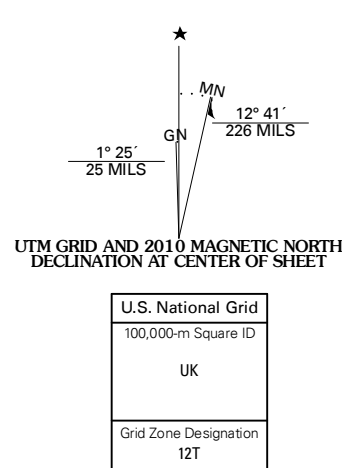 ★
MN
12° 41´
226 MILS
GN
1° 25´
25 MILS
UTM GRID AND 2010 MAGNETIC NORTH
DECLINATION AT CENTER OF SHEET
U.S. National Grid
100,000-m Square ID
UK
Grid Zone Designation
12T